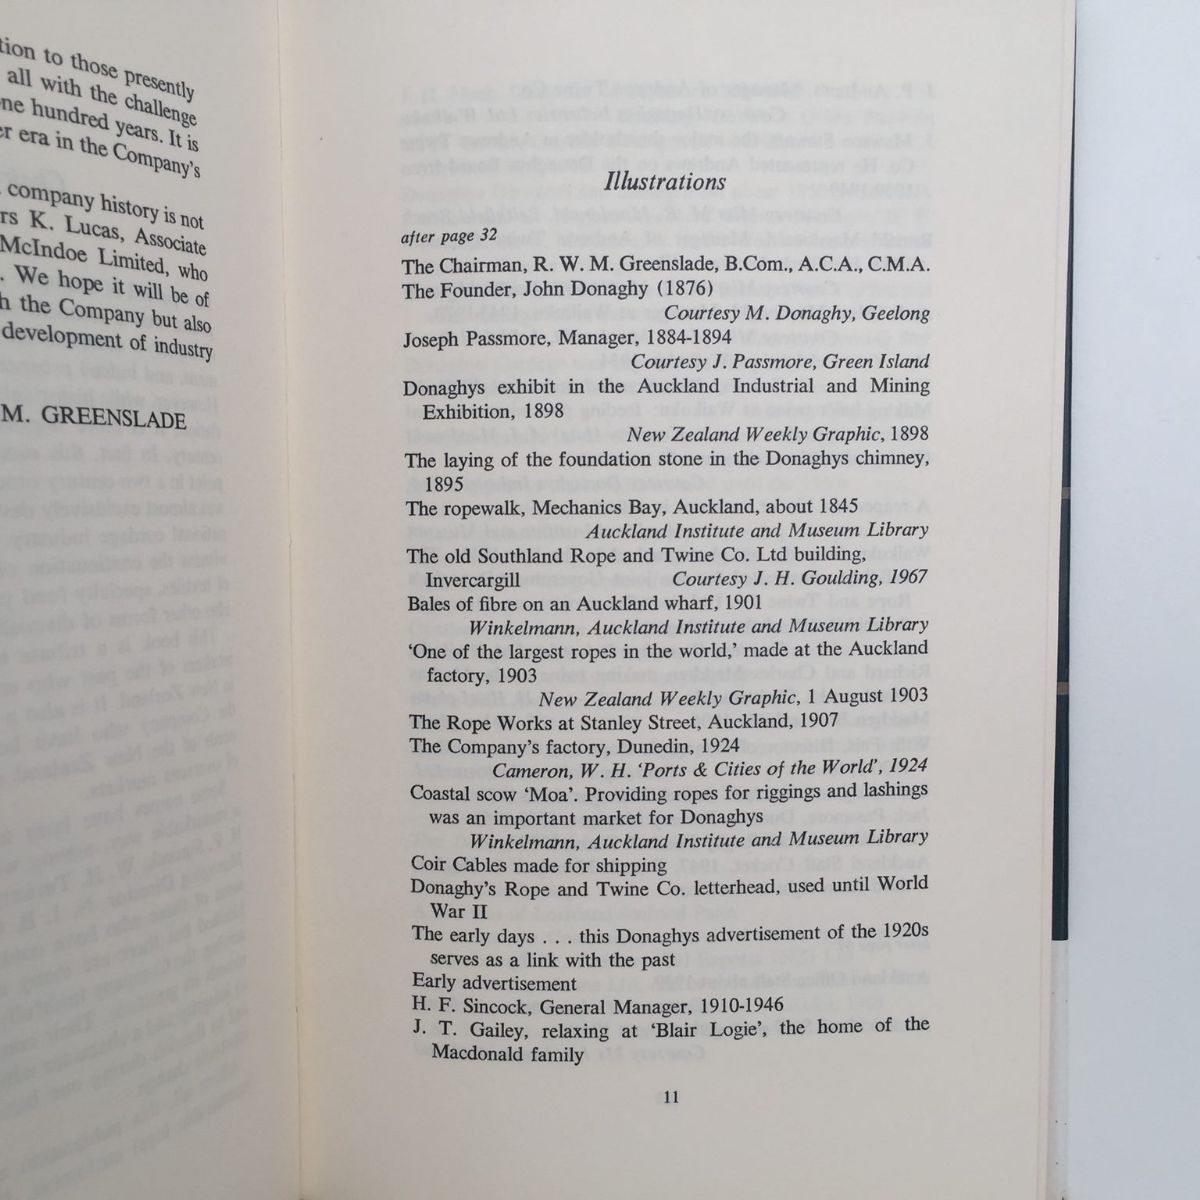 tion to those presently
all with the challenge
ne hundred years. It is
er era in the Company's
company history is not
rs K. Lucas, Associate
McIndoe Limited, who
. We hope it will be of
h the Company but also
development of industry
M. GREENSLADE
Illustrations
after page 32
The Chairman, R. W. M. Greenslade, B.Com., A.C.A., C.M.A.
The Founder, John Donaghy (1876)
Courtesy M. Donaghy, Geelong
Joseph Passmore, Manager, 1884-1894
Courtesy J. Passmore, Green Island
Donaghys exhibit in the Auckland Industrial and Mining
Exhibition, 1898
New Zealand Weekly Graphic, 1898
The laying of the foundation stone in the Donaghys chimney,
1895
The ropewalk, Mechanics Bay, Auckland, about 1845
Auckland Institute and Museum Library
The old Southland Rope and Twine Co. Ltd building,
Invercargill Courtesy J. H. Goulding, 1967
Bales of fibre on an Auckland wharf, 1901
Winkelmann, Auckland Institute and Museum Library
‘One of the largest ropes in the world,’ made at the Auckland
factory, 1903
New Zealand Weekly Graphic, 1 August 1903
The Rope Works at Stanley Street, Auckland, 1907
The Company's factory, Dunedin, 1924
Cameron, W. H. ‘Ports & Cities of the World’, 1924
Coastal scow ‘Moa’. Providing ropes for riggings and lashings
was an important market for Donaghys
Winkelmann, Auckland Institute and Museum Library
Coir Cables made for shipping
Donaghy's Rope and Twine Co. letterhead, used until World
War II
The early days . . . this Donaghys advertisement of the 1920s
serves as a link with the past
Early advertisement
H. F. Sincock, General Manager, 1910-1946
J. T. Gailey, relaxing at ‘Blair Logie’, the home of the
Macdonald family
11